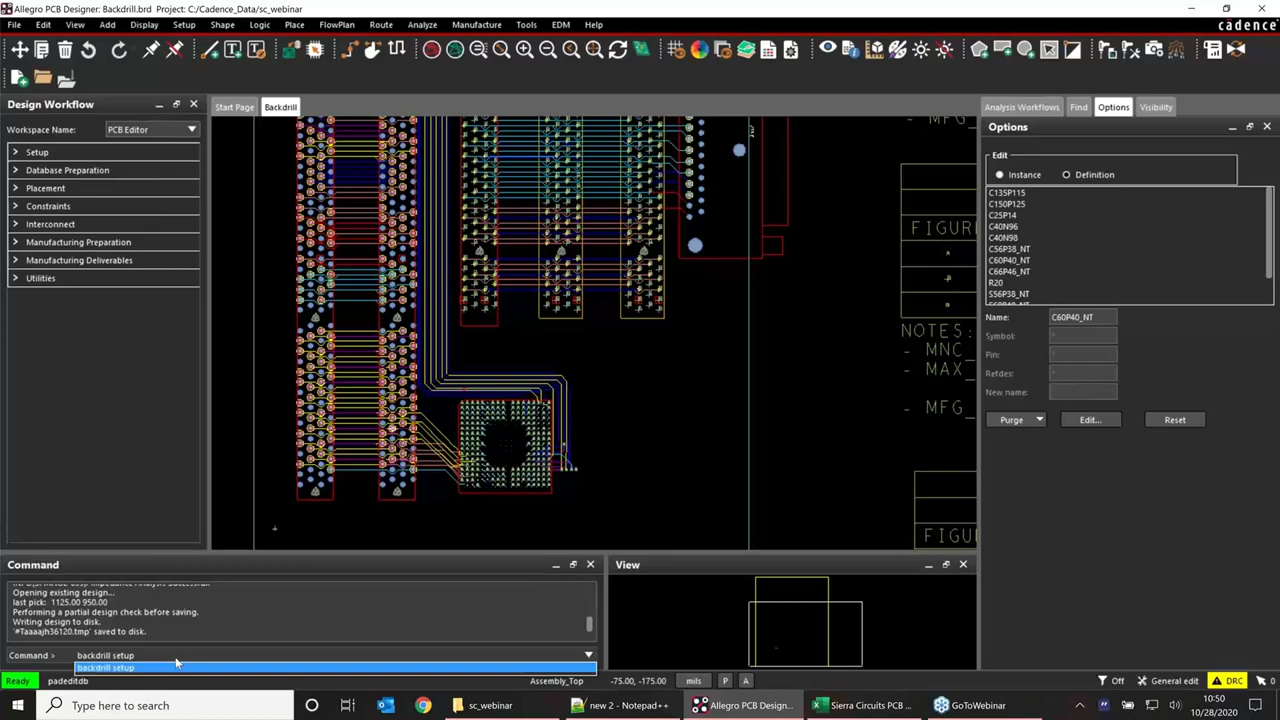 Allegro PCB Designer: Backdrill.brd Project: C:/Cadence_Data/sc_webinar
File Edit View Add Display Setup Shape Logic Place FlowPlan Route Analyze Manufacture Tools EDM Help
cādence
Design Workflow
Start Page
Backdrill
Analysis Workflows
Find
Options
Visibility
Workspace Name: PCB Editor
> Setup
> Database Preparation
> Placement
> Constraints
> Interconnect
> Manufacturing Preparation
> Manufacturing Deliverables
> Utilities
- MFG_
FIGUR
NOTES:
- MNC_
- MAX_
- MFG_
FIGU
Options
Edit
Instance
Definition
C135P115
C150P125
C25P14
C40N96
C40N98
C56P38_NT
C60P40_NT
C66P46_NT
R20
S56P38_NT
Name: C60P40_NT
Symbol: *
Pin: *
Refdes: *
New name:
Purge
Edit...
Reset
Command
Opening existing design...
last pick: 1125.00 950.00
Performing a partial design check before saving.
Writing design to disk.
'#Taaaajh36120.tmp' saved to disk.
Command > backdrill setup
backdrill setup
View
Ready
padeditdb
Assembly_Top
-75.00, -175.00
mils
P
A
Off
General edit
DRC
0
Type here to search
sc_webinar
new 2 - Notepad++
Allegro PCB Design...
Sierra Circuits PCB ...
GoToWebinar
10:50
10/28/2020